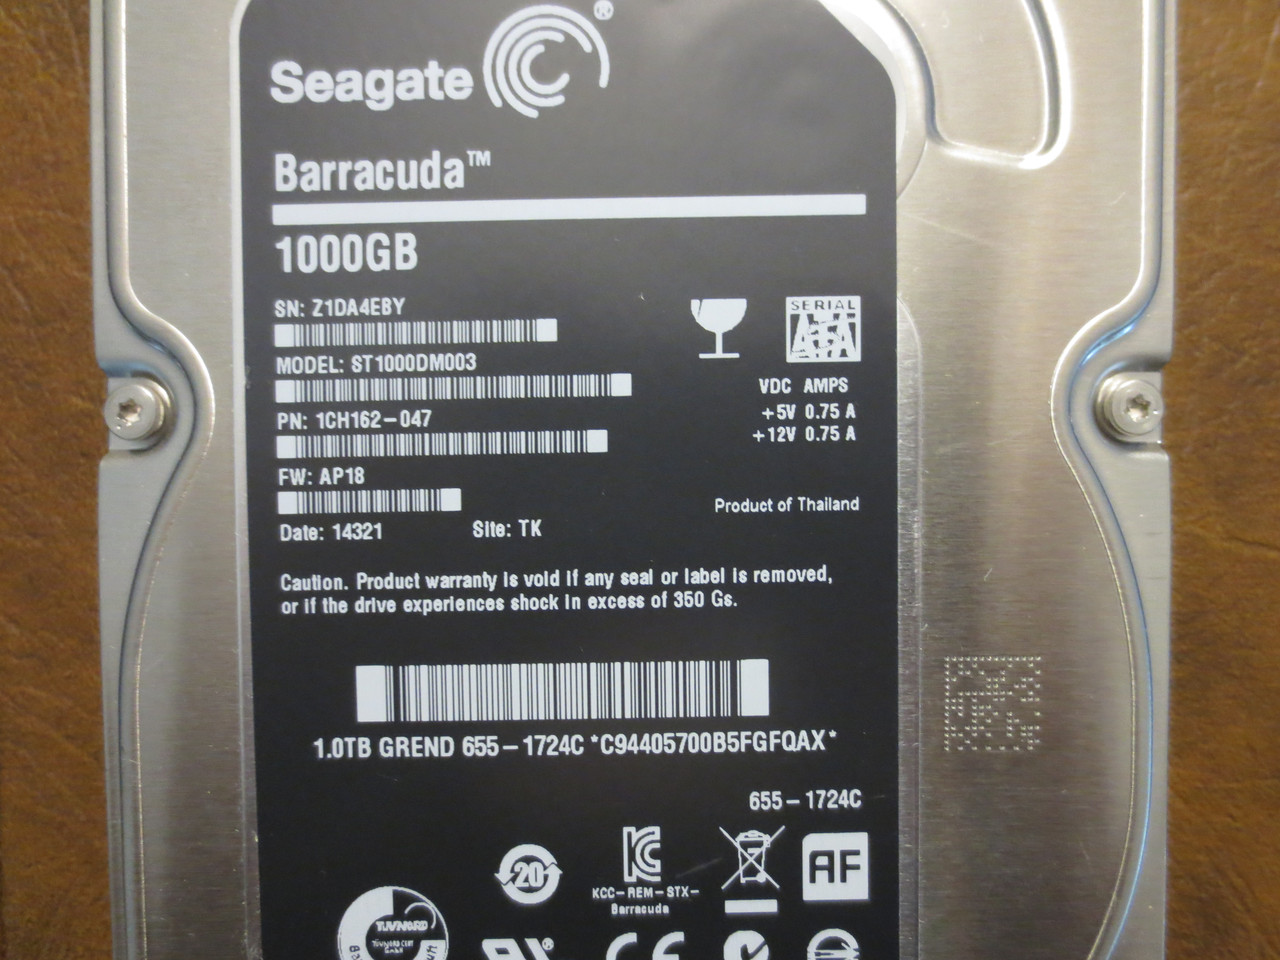 Seagate ®
Barracuda™
1000GB
SN: Z1DA4EBY
SERIAL
ATA
MODEL: ST1000DM003
VDC AMPS
PN: 1CH162-047
+5V 0.75 A
+12V 0.75 A
FW: AP18
Product of Thailand
Date: 14321 Site: TK
Caution. Product warranty is void if any seal or label is removed,
or if the drive experiences shock in excess of 350 Gs.
1.0TB GREND 655-1724C *C94405700B5FGFQAX*
655-1724C
20
AF
KCC-REM-STX-
Barracuda
TUVNORD
TÜVNORD CERT
GmbH